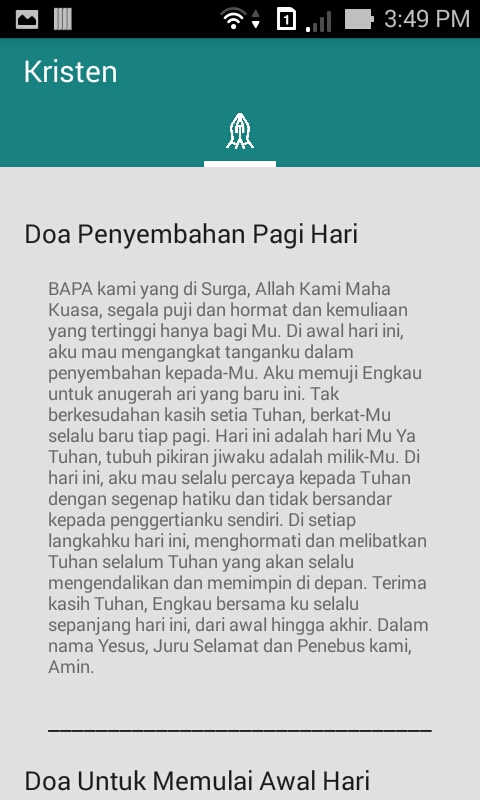 1
3:49 PM
Kristen
Doa Penyembahan Pagi Hari
BAPA kami yang di Surga, Allah Kami Maha
Kuasa, segala puji dan hormat dan kemuliaan
yang tertinggi hanya bagi Mu. Di awal hari ini,
aku mau mengangkat tanganku dalam
penyembahan kepada-Mu. Aku memuji Engkau
untuk anugerah ari yang baru ini. Tak
berkesudahan kasih setia Tuhan, berkat-Mu
selalu baru tiap pagi. Hari ini adalah hari Mu Ya
Tuhan, tubuh pikiran jiwaku adalah milik-Mu. Di
hari ini, aku mau selalu percaya kepada Tuhan
dengan segenap hatiku dan tidak bersandar
kepada penggertianku sendiri. Di setiap
langkahku hari ini, menghormati dan melibatkan
Tuhan selalum Tuhan yang akan selalu
mengendalikan dan memimpin di depan. Terima
kasih Tuhan, Engkau bersama ku selalu
sepanjang hari ini, dari awal hingga akhir. Dalam
nama Yesus, Juru Selamat dan Penebus kami,
Amin.
Doa Untuk Memulai Awal Hari